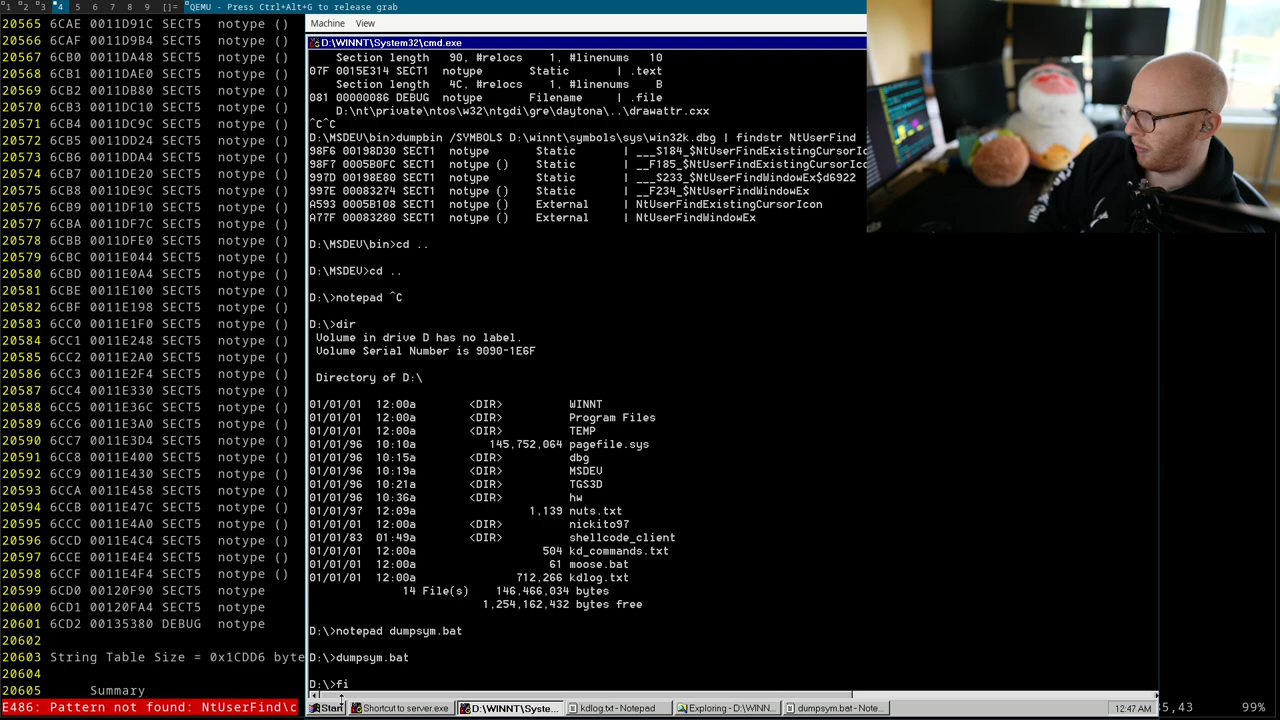 1 2 3 4 5 6 7 8 9 []= QEMU - Press Ctrl+Alt+G to release grab
20565 6CAE 0011D91C SECT5 notype ()
20566 6CAF 0011D9B4 SECT5 notype ()
20567 6CB0 0011DA48 SECT5 notype ()
20568 6CB1 0011DAE0 SECT5 notype ()
20569 6CB2 0011DB80 SECT5 notype ()
20570 6CB3 0011DC10 SECT5 notype ()
20571 6CB4 0011DC9C SECT5 notype ()
20572 6CB5 0011DD24 SECT5 notype ()
20573 6CB6 0011DDA4 SECT5 notype ()
20574 6CB7 0011DE20 SECT5 notype ()
20575 6CB8 0011DE9C SECT5 notype ()
20576 6CB9 0011DF10 SECT5 notype ()
20577 6CBA 0011DF7C SECT5 notype ()
20578 6CBB 0011DFE0 SECT5 notype ()
20579 6CBC 0011E044 SECT5 notype ()
20580 6CBD 0011E0A4 SECT5 notype ()
20581 6CBE 0011E100 SECT5 notype ()
20582 6CBF 0011E198 SECT5 notype ()
20583 6CC0 0011E1F0 SECT5 notype ()
20584 6CC1 0011E248 SECT5 notype ()
20585 6CC2 0011E2A0 SECT5 notype ()
20586 6CC3 0011E2F4 SECT5 notype ()
20587 6CC4 0011E330 SECT5 notype ()
20588 6CC5 0011E36C SECT5 notype ()
20589 6CC6 0011E3A0 SECT5 notype ()
20590 6CC7 0011E3D4 SECT5 notype ()
20591 6CC8 0011E400 SECT5 notype ()
20592 6CC9 0011E430 SECT5 notype ()
20593 6CCA 0011E458 SECT5 notype ()
20594 6CCB 0011E47C SECT5 notype ()
20595 6CCC 0011E4A0 SECT5 notype ()
20596 6CCD 0011E4C4 SECT5 notype ()
20597 6CCE 0011E4E4 SECT5 notype ()
20598 6CCF 0011E4F4 SECT5 notype ()
20599 6CD0 00120F90 SECT5 notype
20600 6CD1 00120FA4 SECT5 notype
20601 6CD2 00135380 DEBUG notype
20602
20603 String Table Size = 0x1CDD6 byte
20604
20605 Summary
E486: Pattern not found: NtUserFind\c
Machine View
D:\WINNT\System32\cmd.exe
Section length 90, #relocs 1, #linenums 10
07F 0015E314 SECT1 notype Static | .text
Section length 4C, #relocs 1, #linenums B
081 00000086 DEBUG notype Filename | .file
D:\nt\private\ntos\w32\ntgdi\gre\daytona\..\drawattr.cxx
^C^C
D:\MSDEV\bin>dumpbin /SYMBOLS D:\winnt\symbols\sys\win32k.dbg | findstr NtUserFind
98F6 00198D30 SECT1 notype Static | ___S184_$NtUserFindExistingCursorIco
98F7 0005B0FC SECT1 notype () Static | __F185_$NtUserFindExistingCursorIco
997D 00198E80 SECT1 notype Static | ___S233_$NtUserFindWindowEx$d6922
997E 00083274 SECT1 notype () Static | __F234_$NtUserFindWindowEx
A593 0005B108 SECT1 notype () External | NtUserFindExistingCursorIcon
A77F 00083280 SECT1 notype () External | NtUserFindWindowEx
D:\MSDEV\bin>cd ..
D:\MSDEV>cd ..
D:\>notepad ^C
D:\>dir
Volume in drive D has no label.
Volume Serial Number is 9090-1E6F
Directory of D:\
01/01/01 12:00a <DIR> WINNT
01/01/01 12:00a <DIR> Program Files
01/01/01 12:00a <DIR> TEMP
01/01/96 10:10a 145,752,064 pagefile.sys
01/01/96 10:15a <DIR> dbg
01/01/96 10:19a <DIR> MSDEV
01/01/96 10:21a <DIR> TGS3D
01/01/96 10:36a <DIR> hw
01/01/97 12:09a 1,139 nuts.txt
01/01/01 12:00a <DIR> nickito97
01/01/83 01:49a <DIR> shellcode_client
01/01/01 12:00a 504 kd_commands.txt
01/01/01 12:00a 61 moose.bat
01/01/01 12:00a 712,266 kdlog.txt
14 File(s) 146,466,034 bytes
1,254,162,432 bytes free
D:\>notepad dumpsym.bat
D:\>dumpsym.bat
D:\>fi
Start Shortcut to server.exe D:\WINNT\Syste... kdlog.txt - Notepad Exploring - D:\WINN... dumpsym.bat - Note... 12:47 AM
5,43 99%